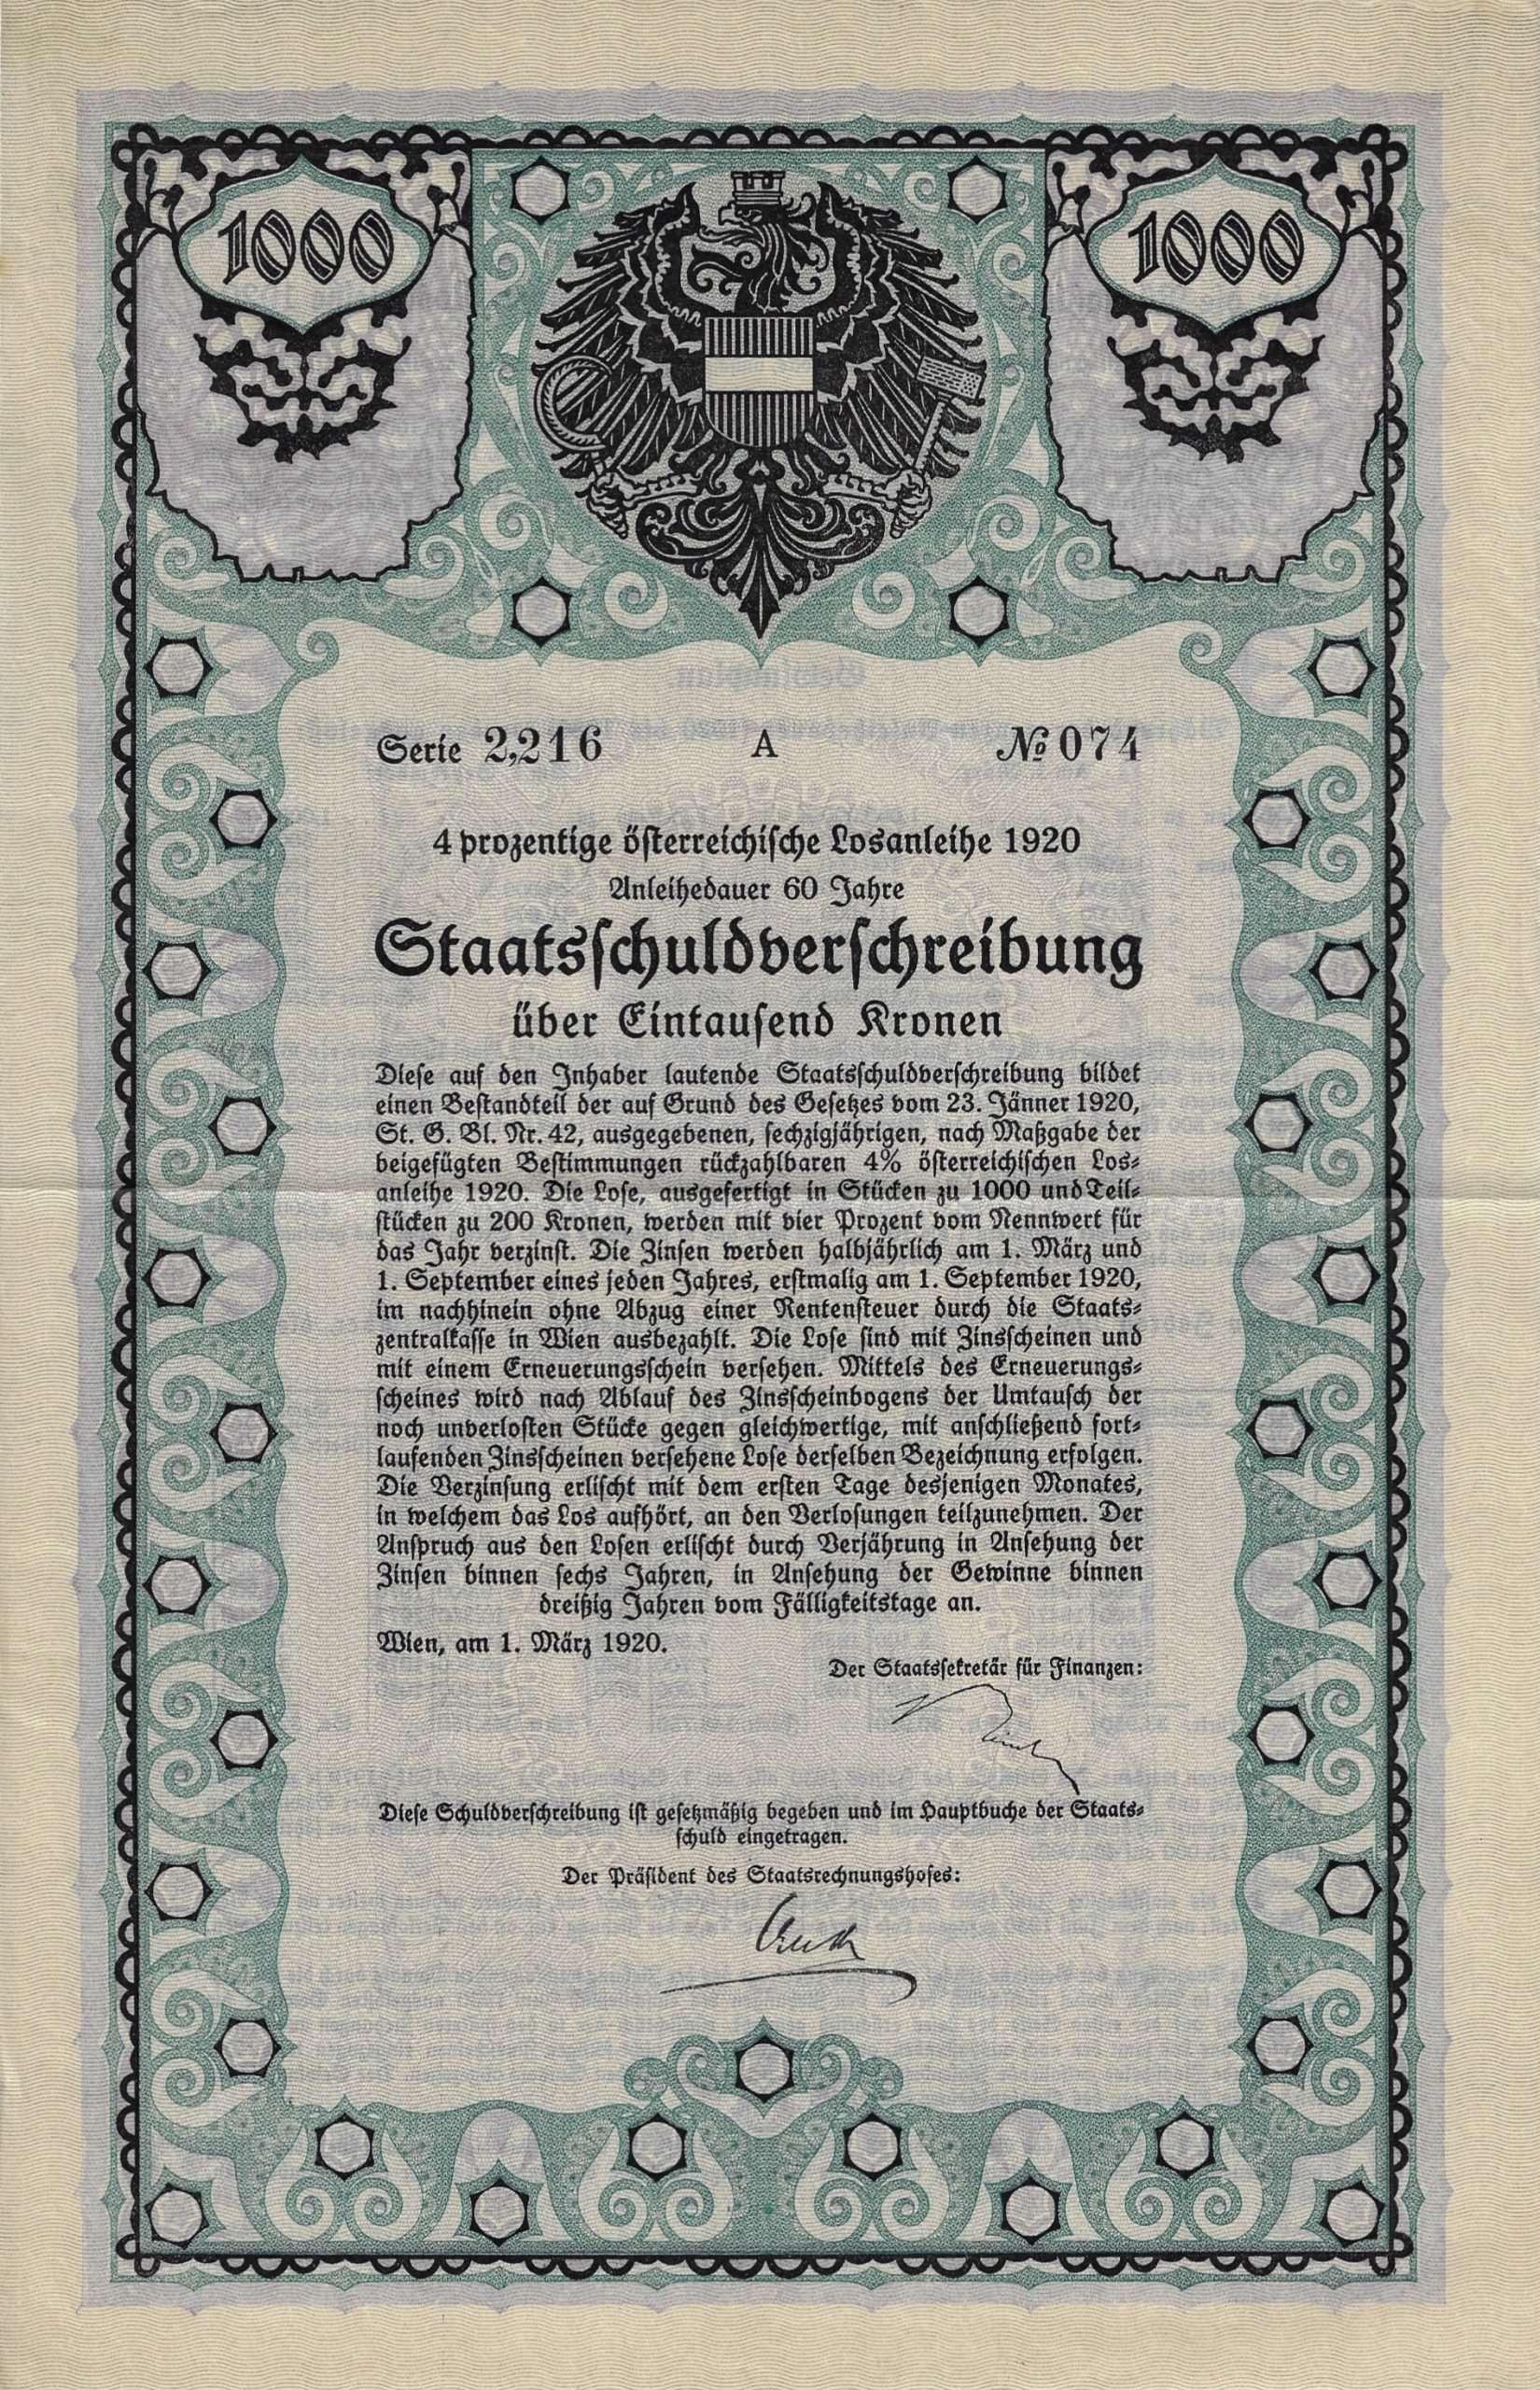 1000
1000
Serie 2,216 A № 074
4 prozentige österreichische Losanleihe 1920
Anleihedauer 60 Jahre
Staatsschuldverschreibung
über Eintausend Kronen
Diese auf den Inhaber lautende Staatsschuldverschreibung bildet
einen Bestandteil der auf Grund des Gesetzes vom 23. Jänner 1920,
St. G. Bl. Nr. 42, ausgegebenen, sechzigjährigen, nach Maßgabe der
beigefügten Bestimmungen rückzahlbaren 4% österreichischen Los-
anleihe 1920. Die Lose, ausgefertigt in Stücken zu 1000 und Teil-
stücken zu 200 Kronen, werden mit vier Prozent vom Nennwert für
das Jahr verzinst. Die Zinsen werden halbjährlich am 1. März und
1. September eines jeden Jahres, erstmalig am 1. September 1920,
im nachhinein ohne Abzug einer Rentensteuer durch die Staats-
zentralkasse in Wien ausbezahlt. Die Lose sind mit Zinsscheinen und
mit einem Erneuerungsschein versehen. Mittels des Erneuerungs-
scheines wird nach Ablauf des Zinsscheinbogens der Umtausch der
noch unverlosten Stücke gegen gleichwertige, mit anschließend fort-
laufenden Zinsscheinen versehene Lose derselben Bezeichnung erfolgen.
Die Verzinsung erlischt mit dem ersten Tage desjenigen Monates,
in welchem das Los aufhört, an den Verlosungen teilzunehmen. Der
Anspruch aus den Losen erlischt durch Verjährung in Ansehung der
Zinsen binnen sechs Jahren, in Ansehung der Gewinne binnen
dreißig Jahren vom Fälligkeitstage an.
Wien, am 1. März 1920.
Der Staatssekretär für Finanzen:
Diese Schuldverschreibung ist gesetzmäßig begeben und im Hauptbuche der Staats-
schuld eingetragen.
Der Präsident des Staatsrechnungshofes: